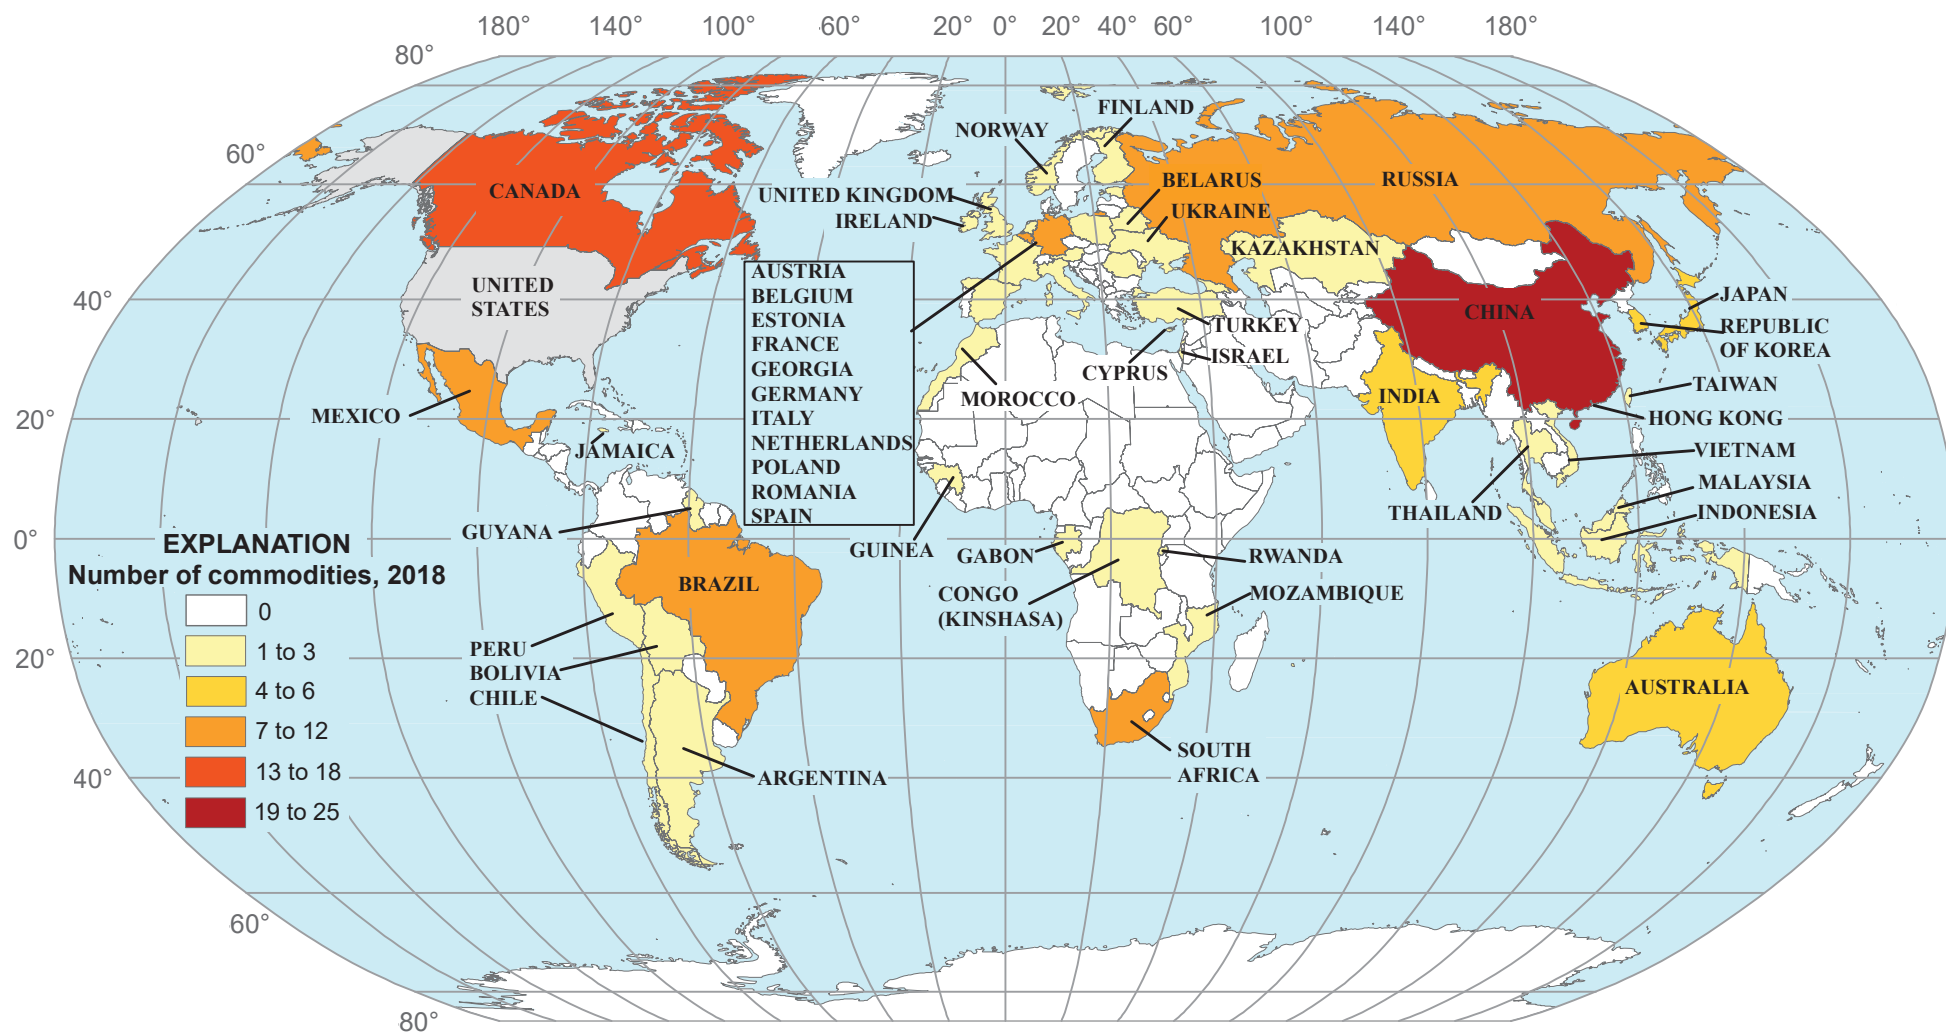 180° 140° 100° 60° 20° 0° 20° 40° 60° 100° 140° 180°
80°
60°
40°
20°
0°
20°
40°
60°
80°
FINLAND
NORWAY
CANADA
UNITED KINGDOM
IRELAND
BELARUS
RUSSIA
UKRAINE
KAZAKHSTAN
UNITED
STATES
AUSTRIA
BELGIUM
ESTONIA
FRANCE
GEORGIA
GERMANY
ITALY
NETHERLANDS
POLAND
ROMANIA
SPAIN
CHINA
JAPAN
REPUBLIC
OF KOREA
TURKEY
ISRAEL
CYPRUS
MOROCCO
INDIA
TAIWAN
HONG KONG
MEXICO
JAMAICA
VIETNAM
MALAYSIA
INDONESIA
THAILAND
GUYANA
GUINEA
GABON
RWANDA
CONGO
(KINSHASA)
MOZAMBIQUE
BRAZIL
PERU
BOLIVIA
CHILE
ARGENTINA
SOUTH
AFRICA
AUSTRALIA
EXPLANATION
Number of commodities, 2018
0
1 to 3
4 to 6
7 to 12
13 to 18
19 to 25